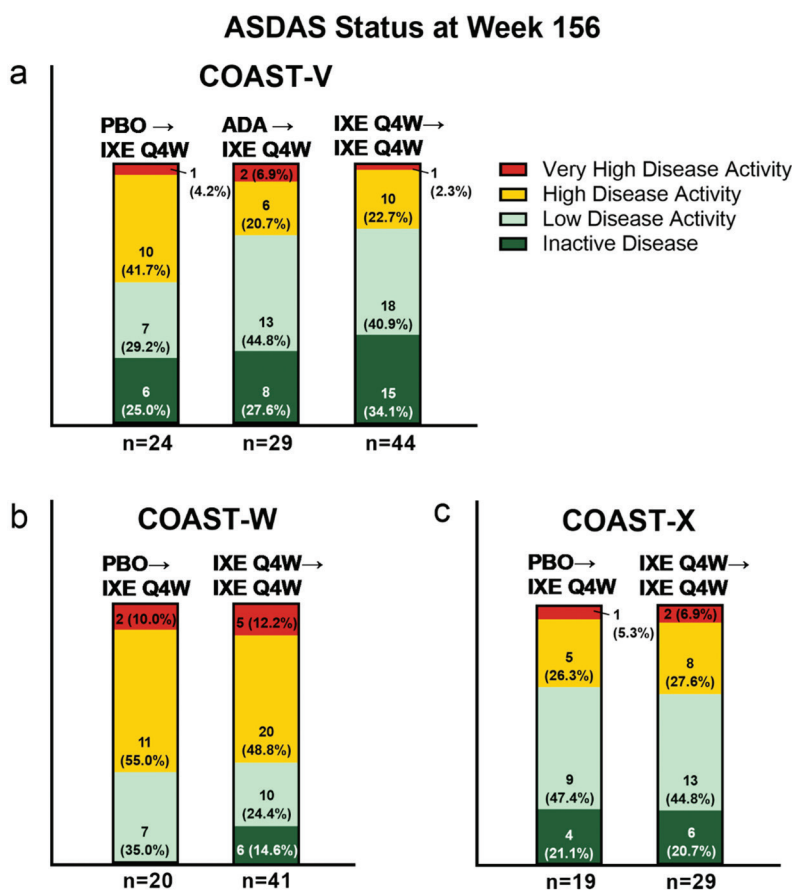 ASDAS Status at Week 156
a
COAST-V
PBO →
IXE Q4W
ADA →
IXE Q4W
IXE Q4W→
IXE Q4W
1
(4.2%)
10
(41.7%)
7
(29.2%)
6
(25.0%)
n=24
2 (6.9%)
6
(20.7%)
13
(44.8%)
8
(27.6%)
n=29
1
(2.3%)
10
(22.7%)
18
(40.9%)
15
(34.1%)
n=44
Very High Disease Activity
High Disease Activity
Low Disease Activity
Inactive Disease
b
COAST-W
PBO→
IXE Q4W
IXE Q4W→
IXE Q4W
2 (10.0%)
11
(55.0%)
7
(35.0%)
n=20
5 (12.2%)
20
(48.8%)
10
(24.4%)
6 (14.6%)
n=41
c
COAST-X
PBO→
IXE Q4W
IXE Q4W→
IXE Q4W
1
(5.3%)
5
(26.3%)
9
(47.4%)
4
(21.1%)
n=19
2 (6.9%)
8
(27.6%)
13
(44.8%)
6
(20.7%)
n=29